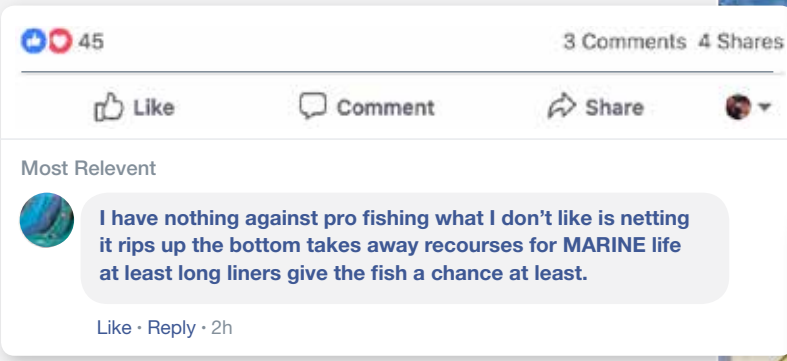 45
3 Comments 4 Shares
Like
Comment
Share
Most Relevent
I have nothing against pro fishing what I don't like is netting
it rips up the bottom takes away recourses for MARINE life
at least long liners give the fish a chance at least.
Like · Reply · 2h